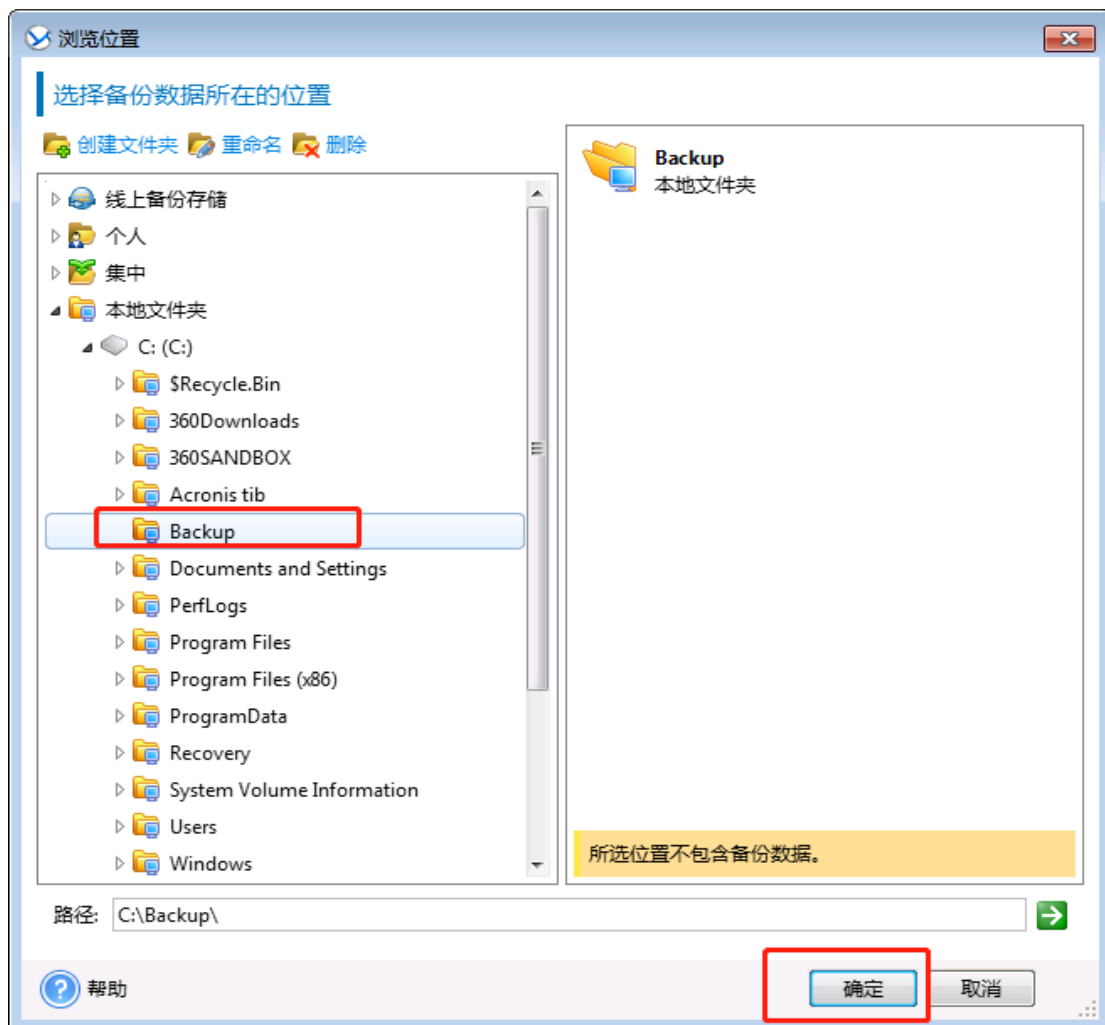 浏览位置
选择备份数据所在的位置
创建文件夹 重命名 删除
线上备份存储
个人
集中
本地文件夹
C: (C:)
$Recycle.Bin
360Downloads
360SANDBOX
Acronis tib
Backup
Documents and Settings
PerfLogs
Program Files
Program Files (x86)
ProgramData
Recovery
System Volume Information
Users
Windows
Backup
本地文件夹
所选位置不包含备份数据。
路径: C:\Backup\
帮助
确定 取消